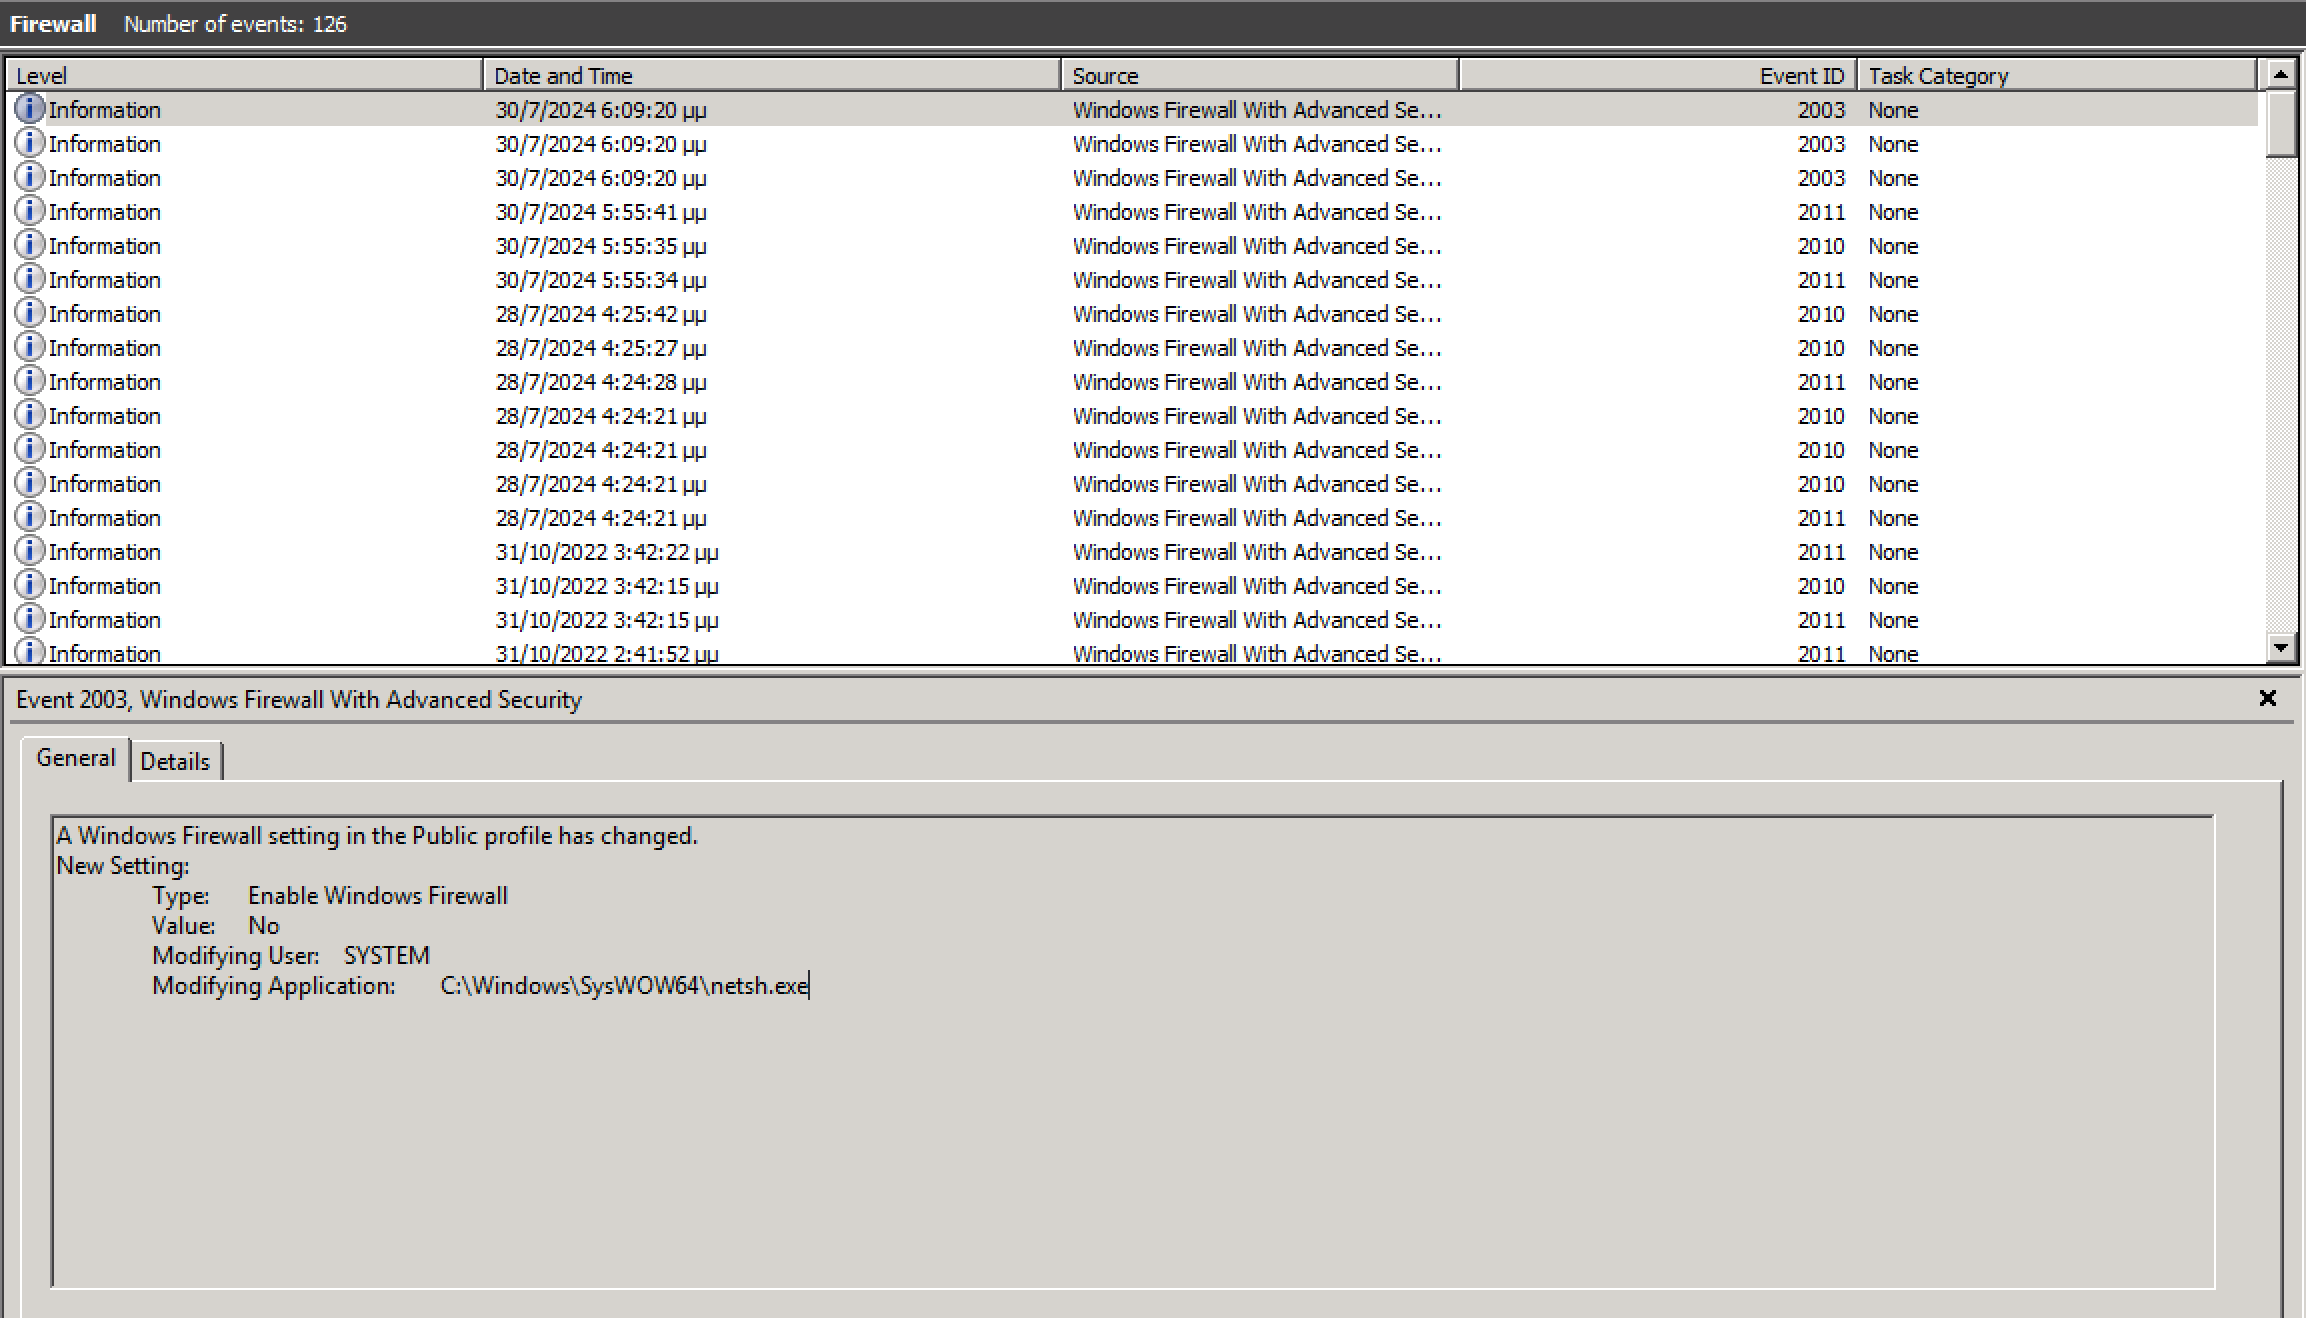 Firewall Number of events: 126
Level Date and Time Source Event ID Task Category
Information 30/7/2024 6:09:20 μμ Windows Firewall With Advanced Se... 2003 None
Information 30/7/2024 6:09:20 μμ Windows Firewall With Advanced Se... 2003 None
Information 30/7/2024 6:09:20 μμ Windows Firewall With Advanced Se... 2003 None
Information 30/7/2024 5:55:41 μμ Windows Firewall With Advanced Se... 2011 None
Information 30/7/2024 5:55:35 μμ Windows Firewall With Advanced Se... 2010 None
Information 30/7/2024 5:55:34 μμ Windows Firewall With Advanced Se... 2011 None
Information 28/7/2024 4:25:42 μμ Windows Firewall With Advanced Se... 2010 None
Information 28/7/2024 4:25:27 μμ Windows Firewall With Advanced Se... 2010 None
Information 28/7/2024 4:24:28 μμ Windows Firewall With Advanced Se... 2011 None
Information 28/7/2024 4:24:21 μμ Windows Firewall With Advanced Se... 2010 None
Information 28/7/2024 4:24:21 μμ Windows Firewall With Advanced Se... 2010 None
Information 28/7/2024 4:24:21 μμ Windows Firewall With Advanced Se... 2010 None
Information 28/7/2024 4:24:21 μμ Windows Firewall With Advanced Se... 2011 None
Information 31/10/2022 3:42:22 μμ Windows Firewall With Advanced Se... 2011 None
Information 31/10/2022 3:42:15 μμ Windows Firewall With Advanced Se... 2010 None
Information 31/10/2022 3:42:15 μμ Windows Firewall With Advanced Se... 2011 None
Information 31/10/2022 2:41:52 μμ Windows Firewall With Advanced Se... 2011 None
Event 2003, Windows Firewall With Advanced Security
General Details
A Windows Firewall setting in the Public profile has changed.
New Setting:
Type: Enable Windows Firewall
Value: No
Modifying User: SYSTEM
Modifying Application: C:\Windows\SysWOW64\netsh.exe